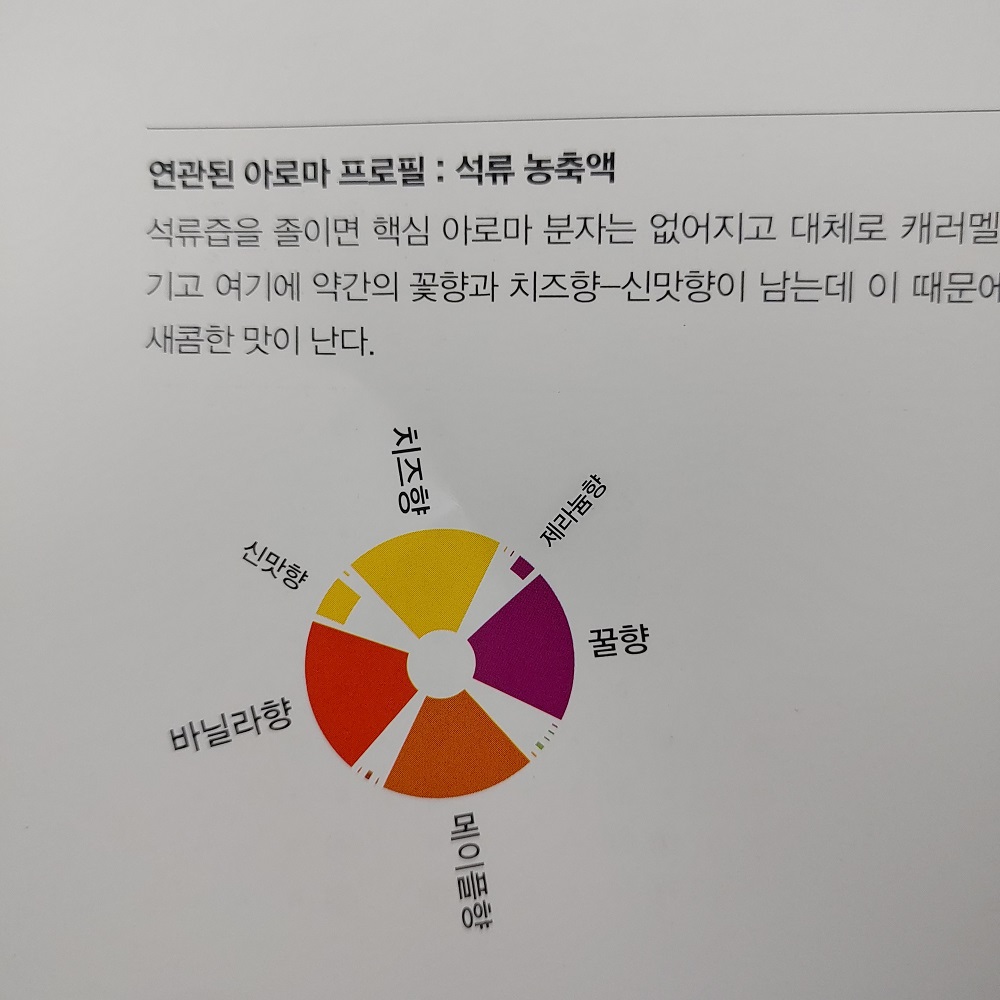 연관된 아로마 프로필 : 석류 농축액
석류즙을 졸이면 핵심 아로마 분자는 없어지고 대체로 캐러멜
기고 여기에 약간의 꽃향과 치즈향–신맛향이 남는데 이 때문에
새콤한 맛이 난다.
치즈향
제라늄향
신맛향
꿀향
바닐라향
메이플향